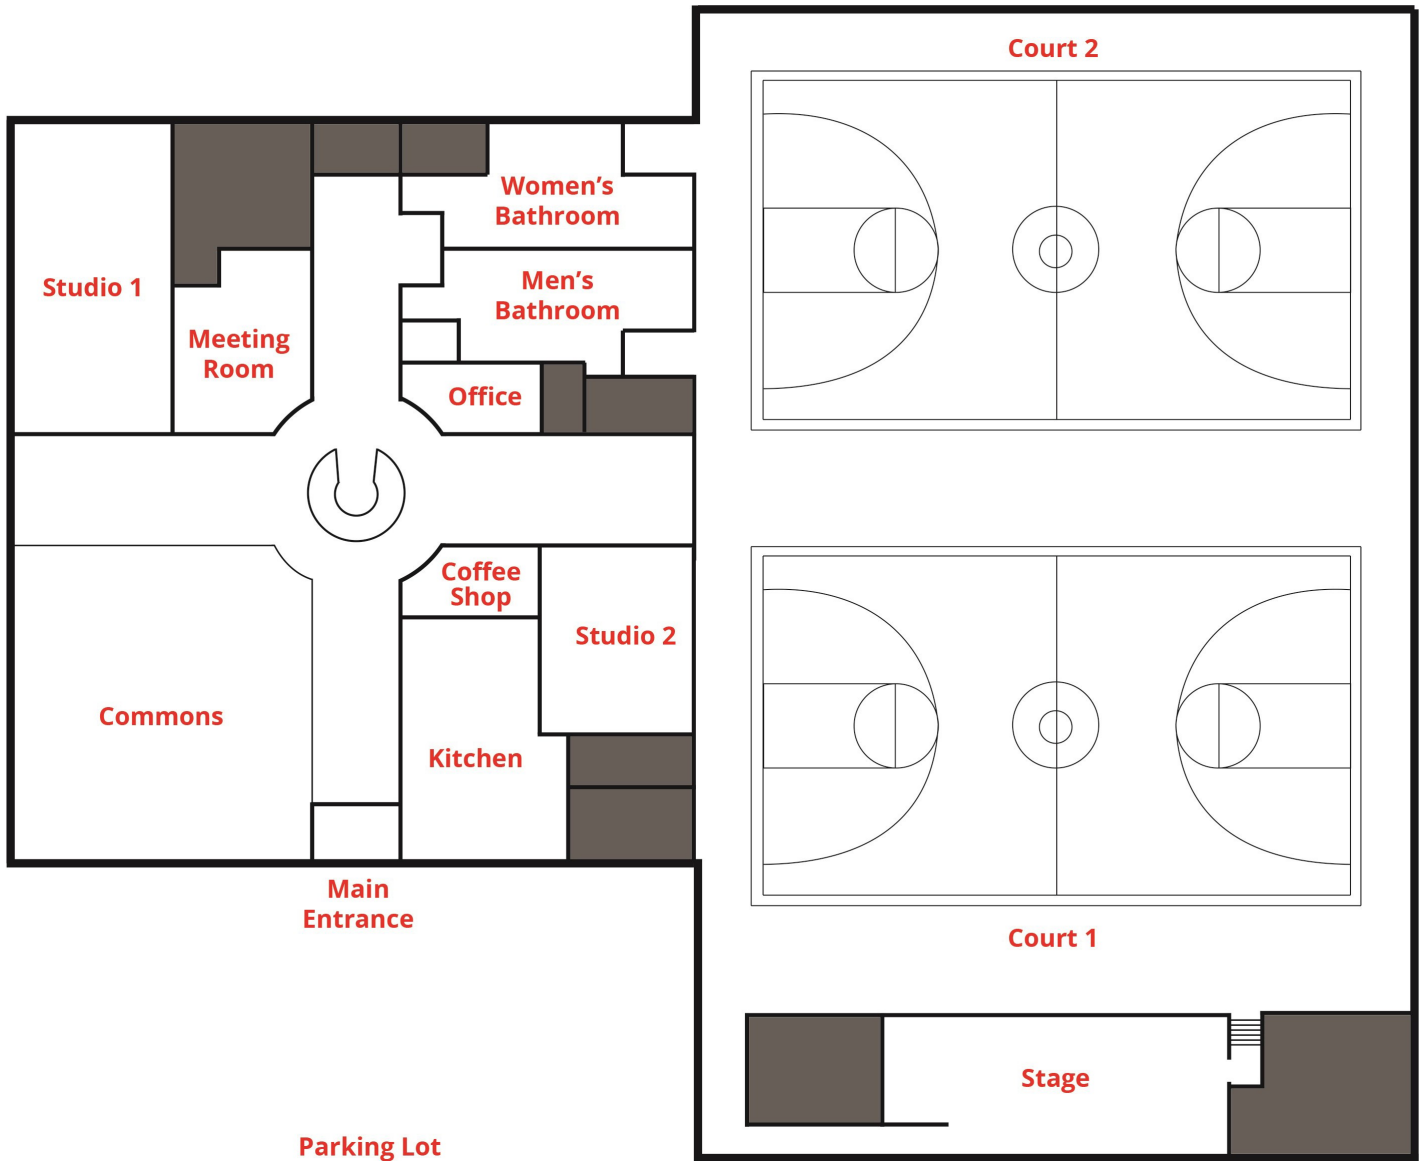 Court 2
Women's
Bathroom
Studio 1
Men's
Bathroom
Meeting
Room
Office
Coffee
Shop
Studio 2
Commons
Kitchen
Main
Entrance
Court 1
Stage
Parking Lot